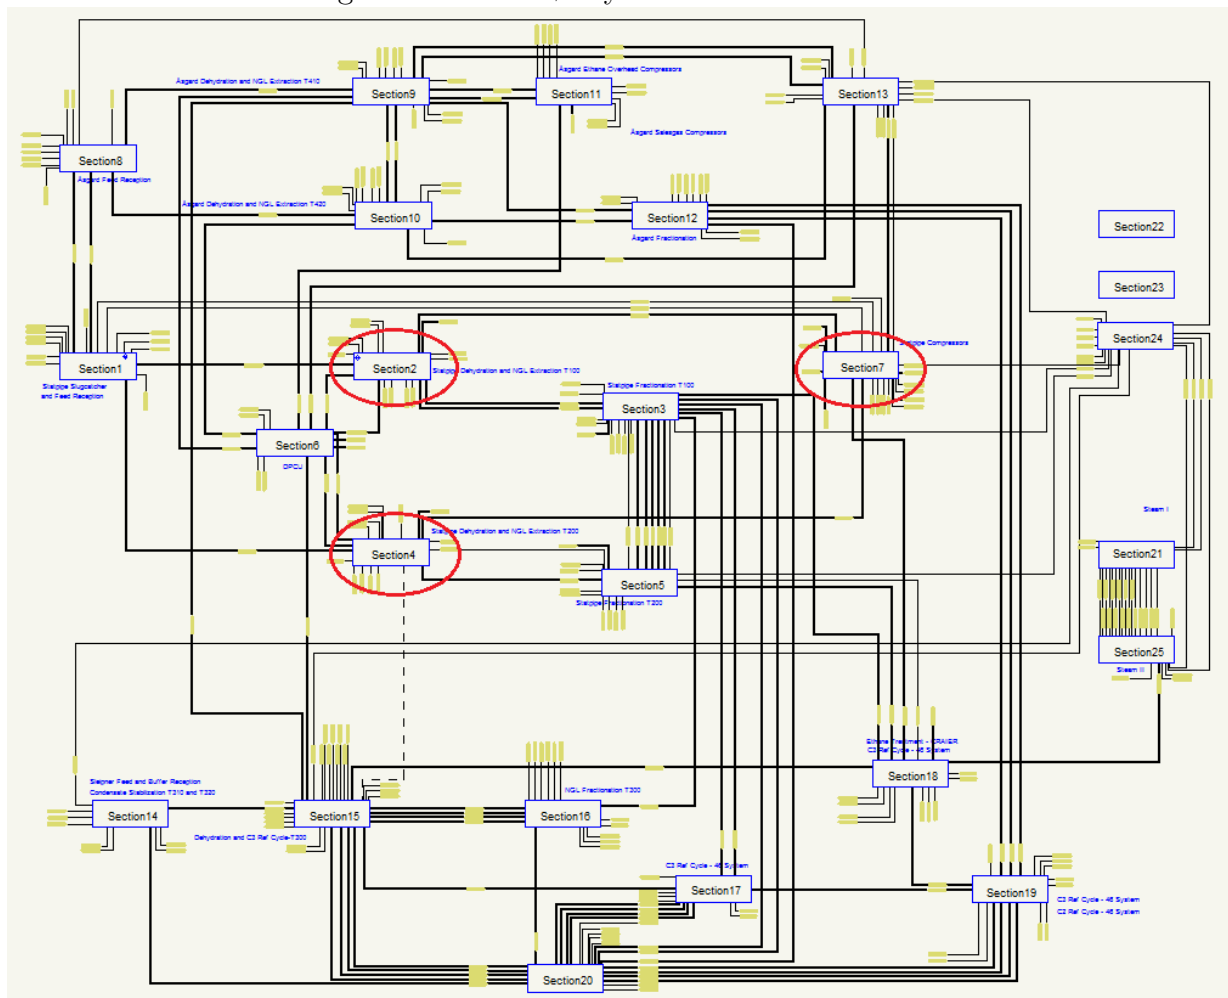 Åsgard Ethane Overhead Compressors
Åsgard Dehydration and NGL Extraction T410
Section9
Section11
Section13
Åsgard Salesgas Compressors
Section8
Åsgard Feed Reception
Åsgard Dehydration and NGL Extraction T420
Section10
Section12
Åsgard Fractionation
Section22
Section23
Section24
Statpipe Compressors
Section1
Section2
Section7
Statpipe Dehydration and NGL Extraction T100
Statpipe Slugcatcher
and Feed Reception
Statpipe Fractionation T100
Section3
Section6
DPCU
Steam I
Statpipe Dehydration and NGL Extraction T200
Section4
Section21
Section5
Statpipe Fractionation T200
Section25
Steam II
Ethane Treatment - CRAIER
C3 Ref Cycle - 46 System
Section18
Sleipner Feed and Buffer Reception
Condensate Stabilization T310 and T320
NGL Fractionation T300
Section14
Section15
Section16
Dehydration and C3 Ref Cycle-T300
C3 Ref Cycle - 46 System
Section17
Section19
C3 Ref Cycle - 46 System
C2 Ref Cycle - 46 System
Section20